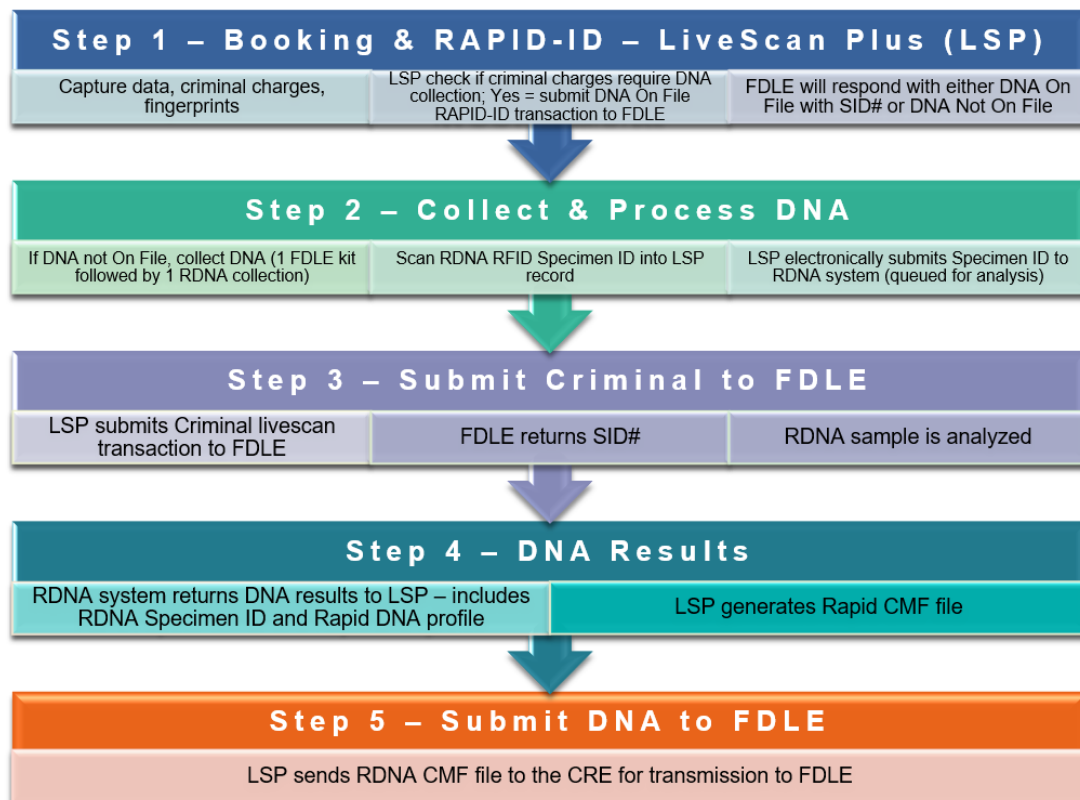 Step 1 – Booking & RAPID-ID – LiveScan Plus (LSP)
Capture data, criminal charges,
fingerprints
LSP check if criminal charges require DNA
collection; Yes = submit DNA On File
RAPID-ID transaction to FDLE
FDLE will respond with either DNA On
File with SID# or DNA Not On File
Step 2 – Collect & Process DNA
If DNA not On File, collect DNA (1 FDLE kit
followed by 1 RDNA collection)
Scan RDNA RFID Specimen ID into LSP
record
LSP electronically submits Specimen ID to
RDNA system (queued for analysis)
Step 3 – Submit Criminal to FDLE
LSP submits Criminal livescan
transaction to FDLE
FDLE returns SID#
RDNA sample is analyzed
Step 4 – DNA Results
RDNA system returns DNA results to LSP – includes
RDNA Specimen ID and Rapid DNA profile
LSP generates Rapid CMF file
Step 5 – Submit DNA to FDLE
LSP sends RDNA CMF file to the CRE for transmission to FDLE